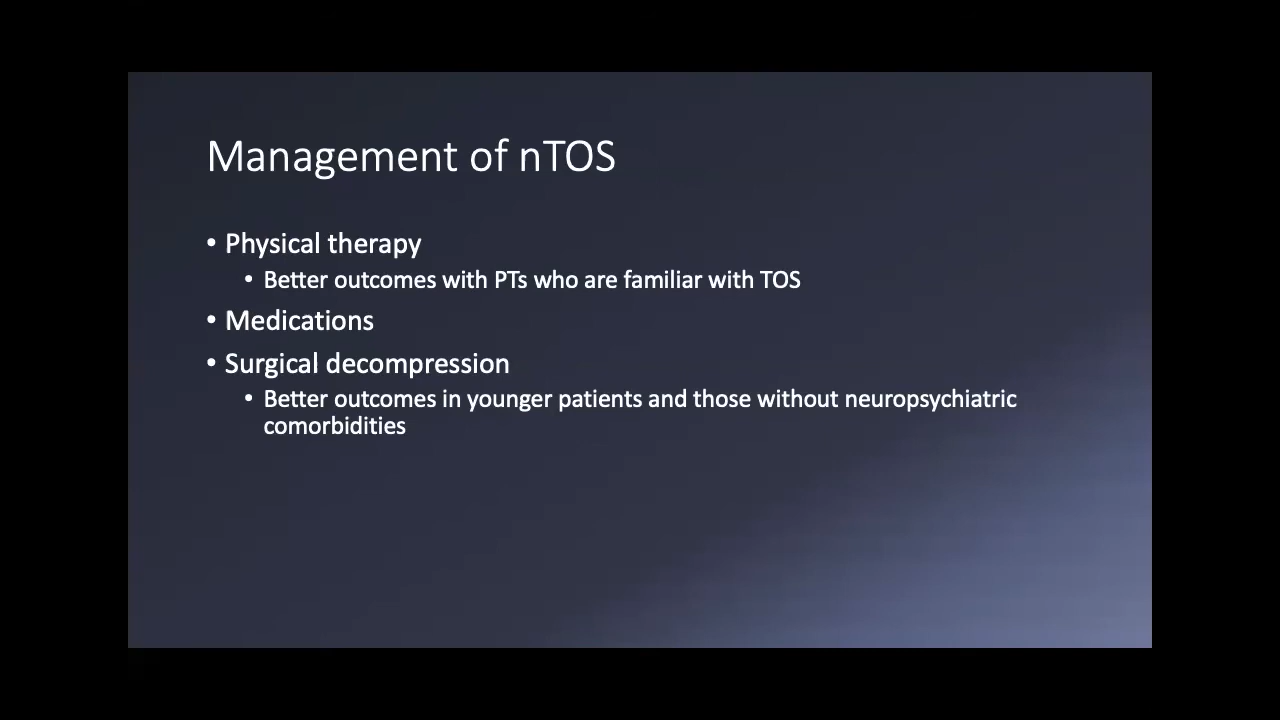 Management of nTOS
• Physical therapy
• Better outcomes with PTs who are familiar with TOS
• Medications
• Surgical decompression
• Better outcomes in younger patients and those without neuropsychiatric
comorbidities